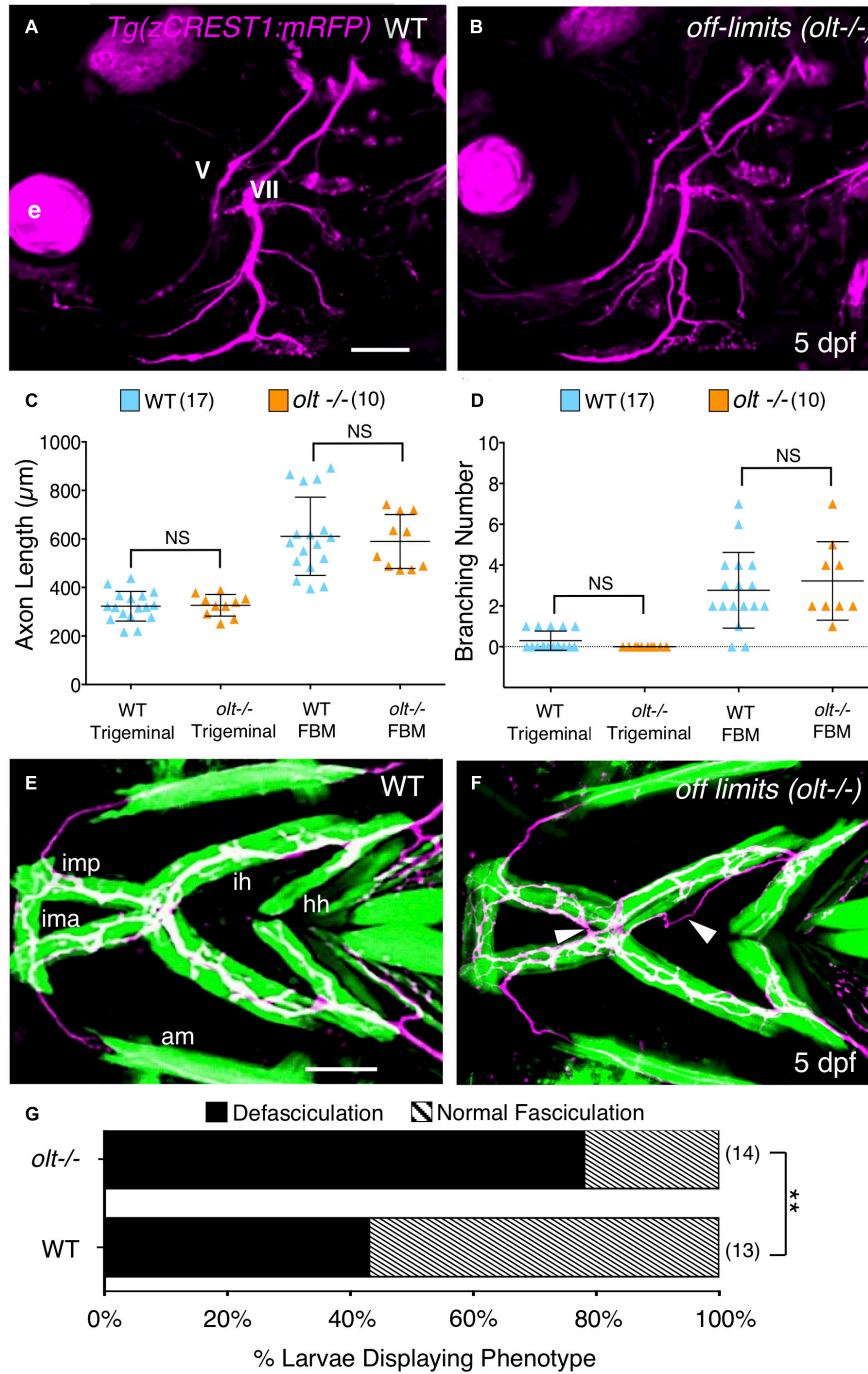 A
Tg(zCREST1:mRFP) WT
V
VII
e
B
off-limits (olt-/-)
5 dpf
C
WT (17)
olt -/- (10)
NS
NS
1000
800
600
400
200
0
Axon Length (µm)
WT Trigeminal
olt-/- Trigeminal
WT FBM
olt-/- FBM
D
WT (17)
olt -/- (10)
NS
NS
10
8
6
4
2
0
Branching Number
WT Trigeminal
olt-/- Trigeminal
WT FBM
olt-/- FBM
E
WT
imp
ima
ih
hh
am
F
off limits (olt-/-)
5 dpf
G
Defasciculation
Normal Fasciculation
olt-/-
(14)
**
WT
(13)
0% 20% 40% 60% 80% 100%
% Larvae Displaying Phenotype